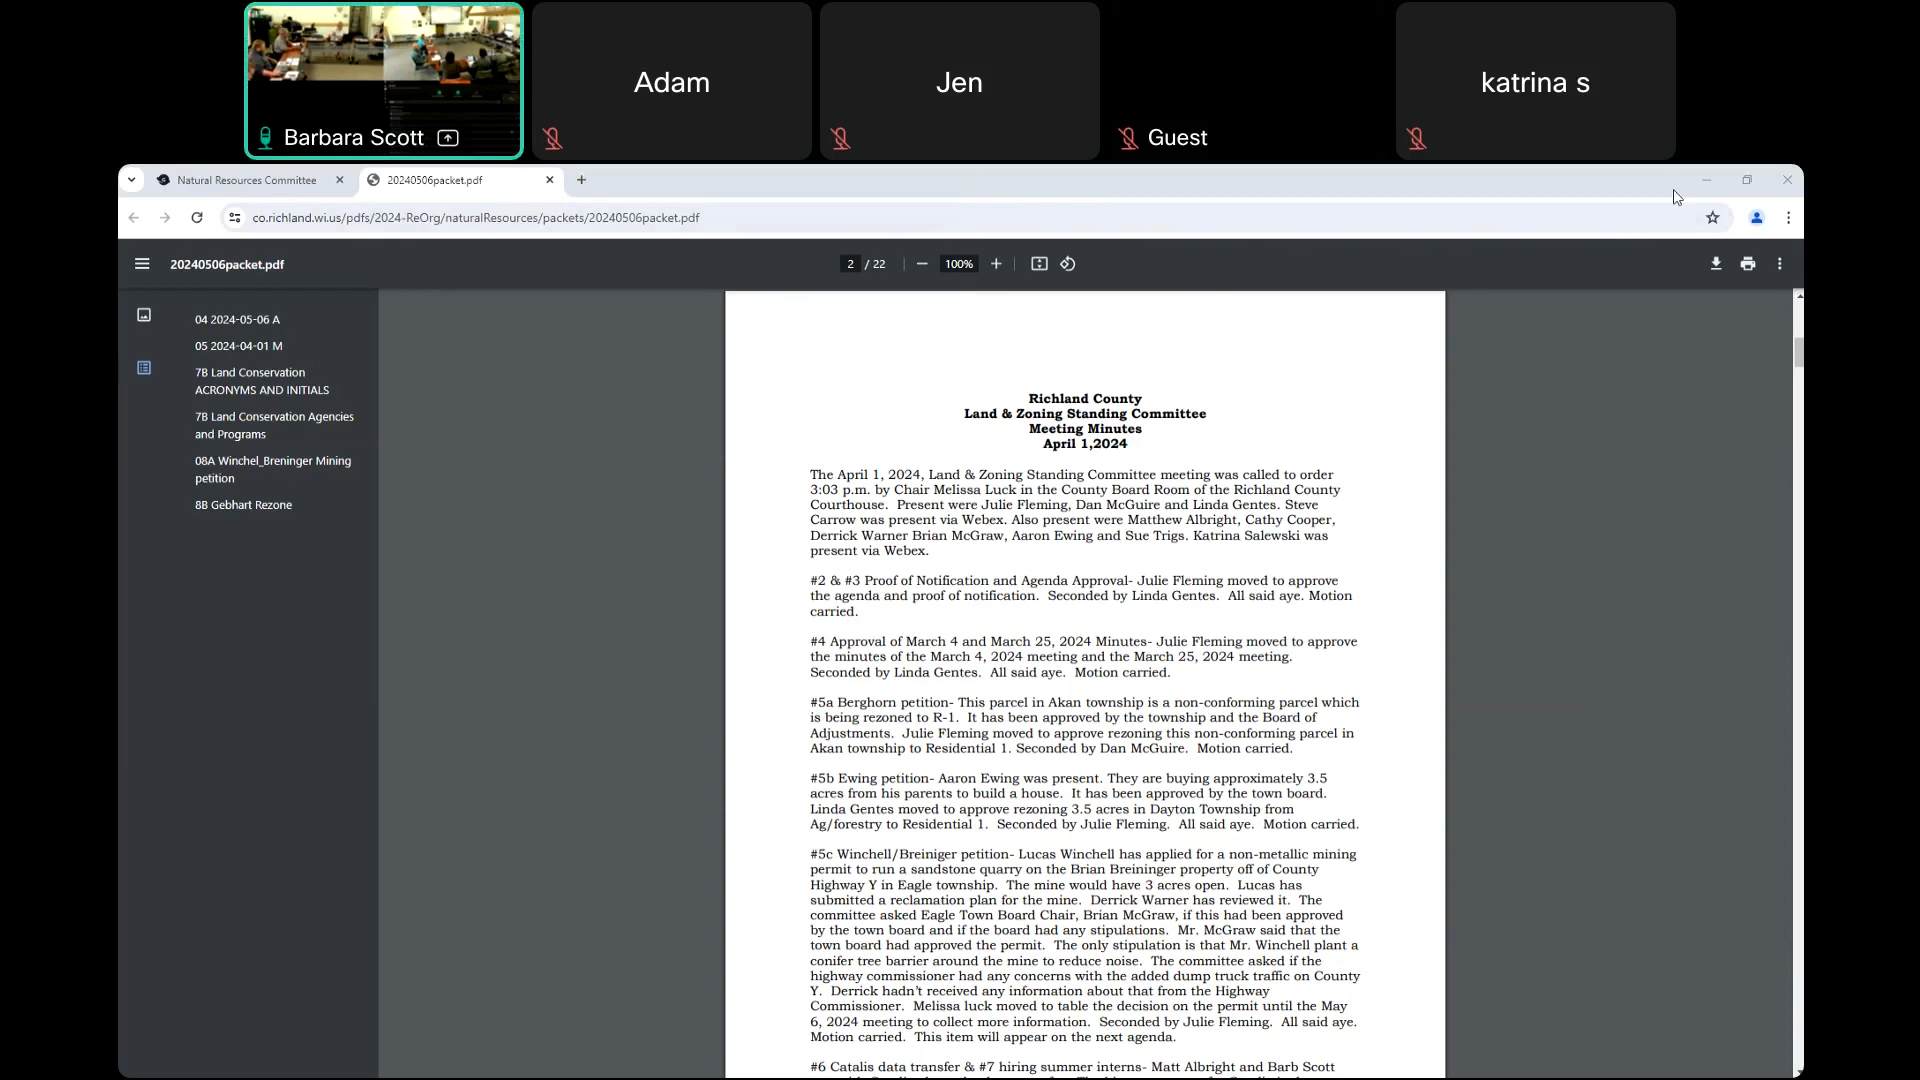 Barbara Scott
Adam
Jen
Guest
katrina s
Natural Resources Committee
20240506packet.pdf
co.richland.wi.us/pdfs/2024-ReOrg/naturalResources/packets/20240506packet.pdf
20240506packet.pdf
2 / 22
100%
04 2024-05-06 A
05 2024-04-01 M
7B Land Conservation
ACRONYMS AND INITIALS
7B Land Conservation Agencies
and Programs
08A Winchel_Breninger Mining
petition
8B Gebhart Rezone
Richland County
Land & Zoning Standing Committee
Meeting Minutes
April 1,2024
The April 1, 2024, Land & Zoning Standing Committee meeting was called to order
3:03 p.m. by Chair Melissa Luck in the County Board Room of the Richland County
Courthouse.  Present were Julie Fleming, Dan McGuire and Linda Gentes. Steve
Carrow was present via Webex. Also present were Matthew Albright, Cathy Cooper,
Derrick Warner Brian McGraw, Aaron Ewing and Sue Trigs. Katrina Salewski was
present via Webex.
#2 & #3 Proof of Notification and Agenda Approval- Julie Fleming moved to approve
the agenda and proof of notification.  Seconded by Linda Gentes.  All said aye. Motion
carried.
#4 Approval of March 4 and March 25, 2024 Minutes- Julie Fleming moved to approve
the minutes of the March 4, 2024 meeting and the March 25, 2024 meeting.
Seconded by Linda Gentes.  All said aye.  Motion carried.
#5a Berghorn petition- This parcel in Akan township is a non-conforming parcel which
is being rezoned to R-1.  It has been approved by the township and the Board of
Adjustments.  Julie Fleming moved to approve rezoning this non-conforming parcel in
Akan township to Residential 1. Seconded by Dan McGuire.  Motion carried.
#5b Ewing petition- Aaron Ewing was present. They are buying approximately 3.5
acres from his parents to build a house.  It has been approved by the town board.
Linda Gentes moved to approve rezoning 3.5 acres in Dayton Township from
Ag/forestry to Residential 1.  Seconded by Julie Fleming.  All said aye.  Motion carried.
#5c Winchell/Breiniger petition- Lucas Winchell has applied for a non-metallic mining
permit to run a sandstone quarry on the Brian Breininger property off of County
Highway Y in Eagle township.  The mine would have 3 acres open.  Lucas has
submitted a reclamation plan for the mine.  Derrick Warner has reviewed it.  The
committee asked Eagle Town Board Chair, Brian McGraw, if this had been approved
by the town board and if the board had any stipulations.  Mr. McGraw said that the
town board had approved the permit.  The only stipulation is that Mr. Winchell plant a
conifer tree barrier around the mine to reduce noise.  The committee asked if the
highway commissioner had any concerns with the added dump truck traffic on County
Y.  Derrick hadn't received any information about that from the Highway
Commissioner.  Melissa luck moved to table the decision on the permit until the May
6, 2024 meeting to collect more information.  Seconded by Julie Fleming.  All said aye.
Motion carried.  This item will appear on the next agenda.
#6 Catalis data transfer & #7 hiring summer interns- Matt Albright and Barb Scott